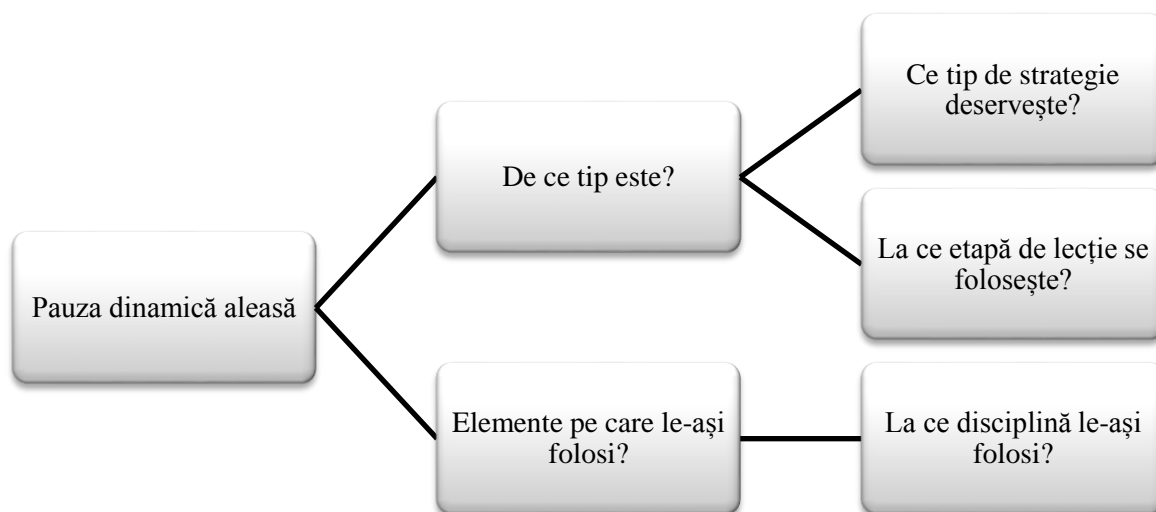 Ce tip de strategie
deservește?
De ce tip este?
La ce etapă de lecție se
folosește?
Pauza dinamică aleasă
Elemente pe care le-ași
folosi?
La ce disciplină le-ași
folosi?